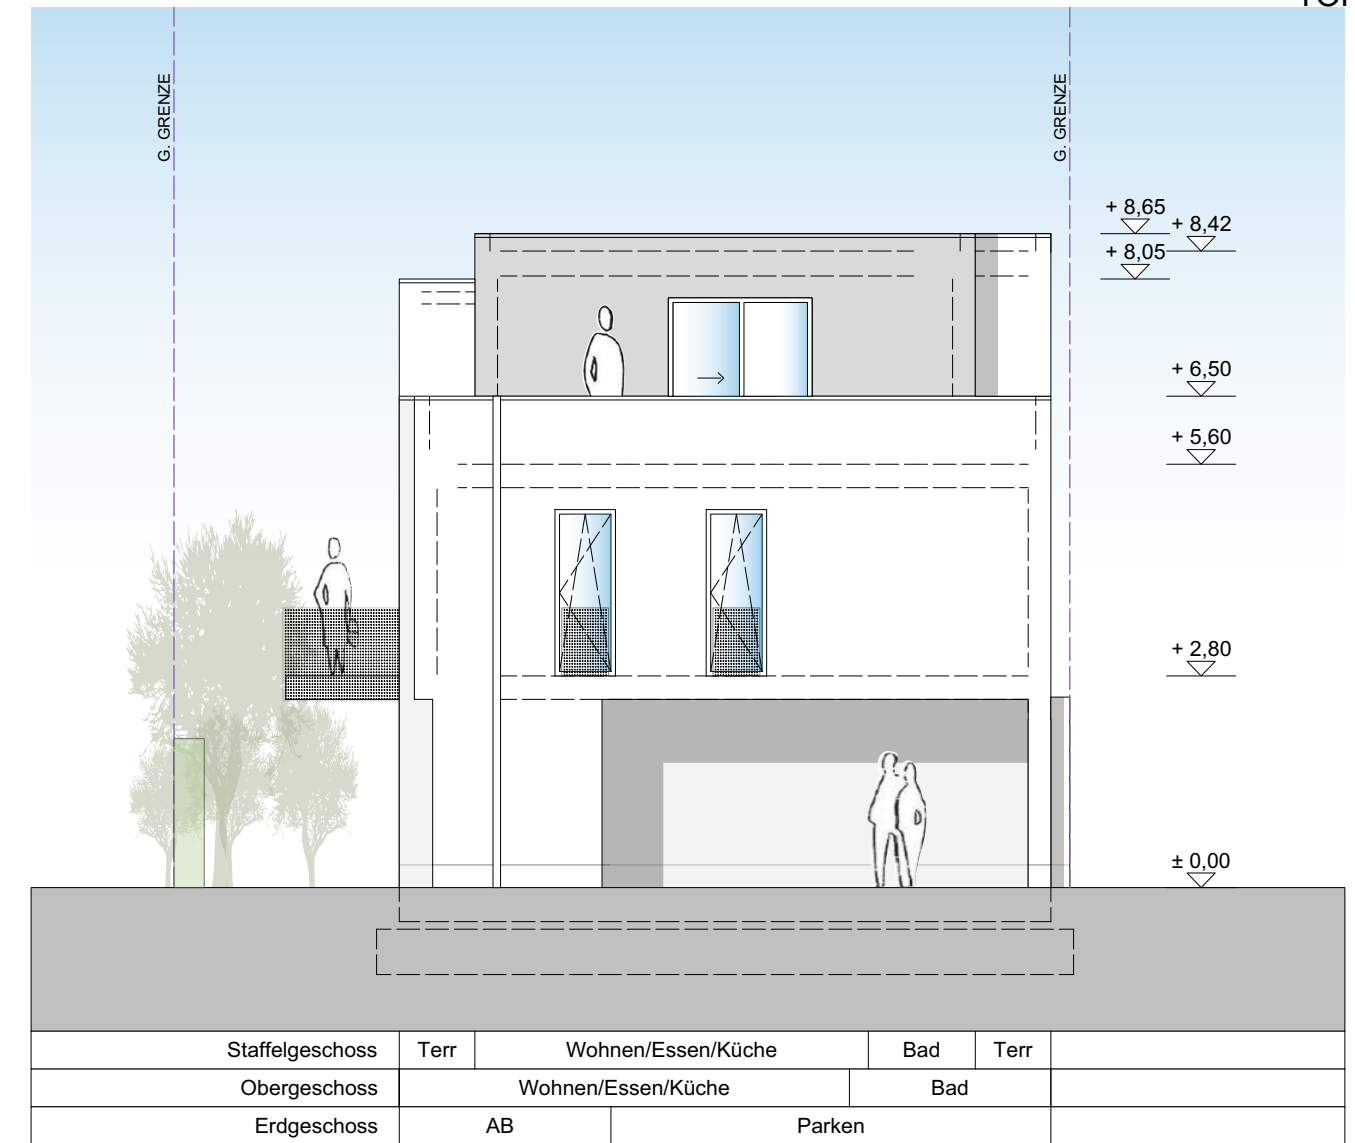 G. GRENZE
G. GRENZE
+ 8,65
+ 8,42
+ 8,05
+ 6,50
+ 5,60
+ 2,80
± 0,00
Staffelgeschoss Terr Wohnen/Essen/Küche Bad Terr
Obergeschoss Wohnen/Essen/Küche Bad
Erdgeschoss AB Parken